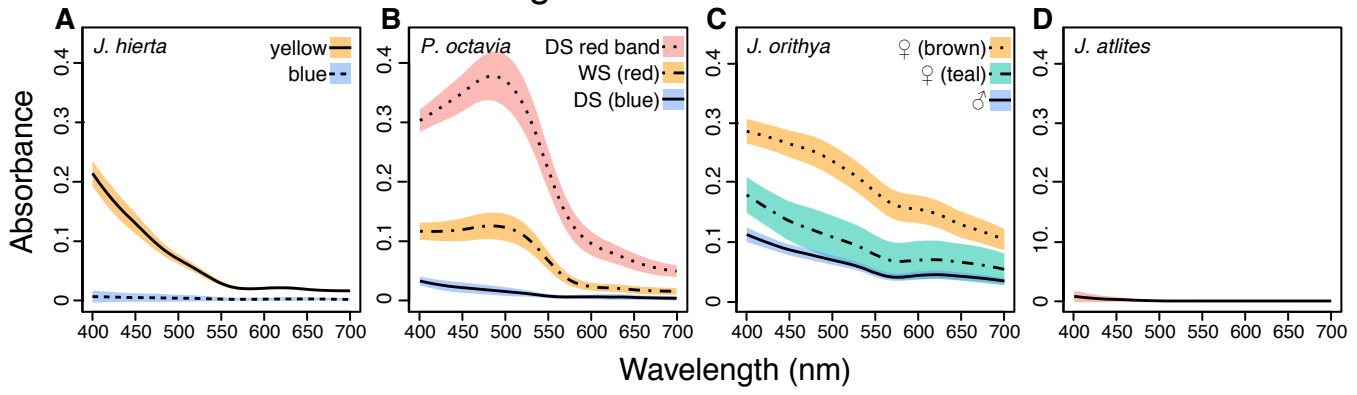 A
J. hierta
yellow
blue
B
P. octavia
DS red band
WS (red)
DS (blue)
C
J. orithya
♀ (brown)
♀ (teal)
♂
D
J. atlites
Absorbance
0.4
0.3
0.2
0.1
0
0.4
0.3
0.2
0.1
0
0.4
0.3
0.2
0.1
0
0.4
0.3
0.2
10.
0
400 450 500 550 600 650 700
400 450 500 550 600 650 700
400 450 500 550 600 650 700
400 450 500 550 600 650 700
Wavelength (nm)